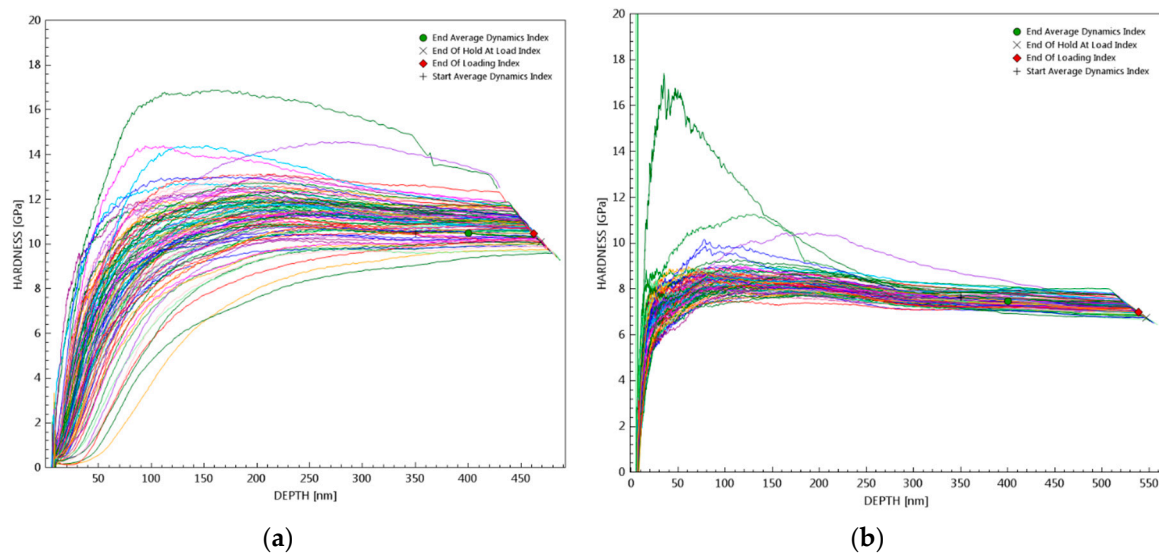 20
18
16
14
12
10
8
6
4
2
0
HARDNESS [GPa]
End Average Dynamics Index
End Of Hold At Load Index
End Of Loading Index
Start Average Dynamics Index
50 100 150 200 250 300 350 400 450
DEPTH [nm]
(a)
20
18
16
14
12
10
8
6
4
2
0
HARDNESS [GPa]
End Average Dynamics Index
End Of Hold At Load Index
End Of Loading Index
Start Average Dynamics Index
0 50 100 150 200 250 300 350 400 450 500 550
DEPTH [nm]
(b)